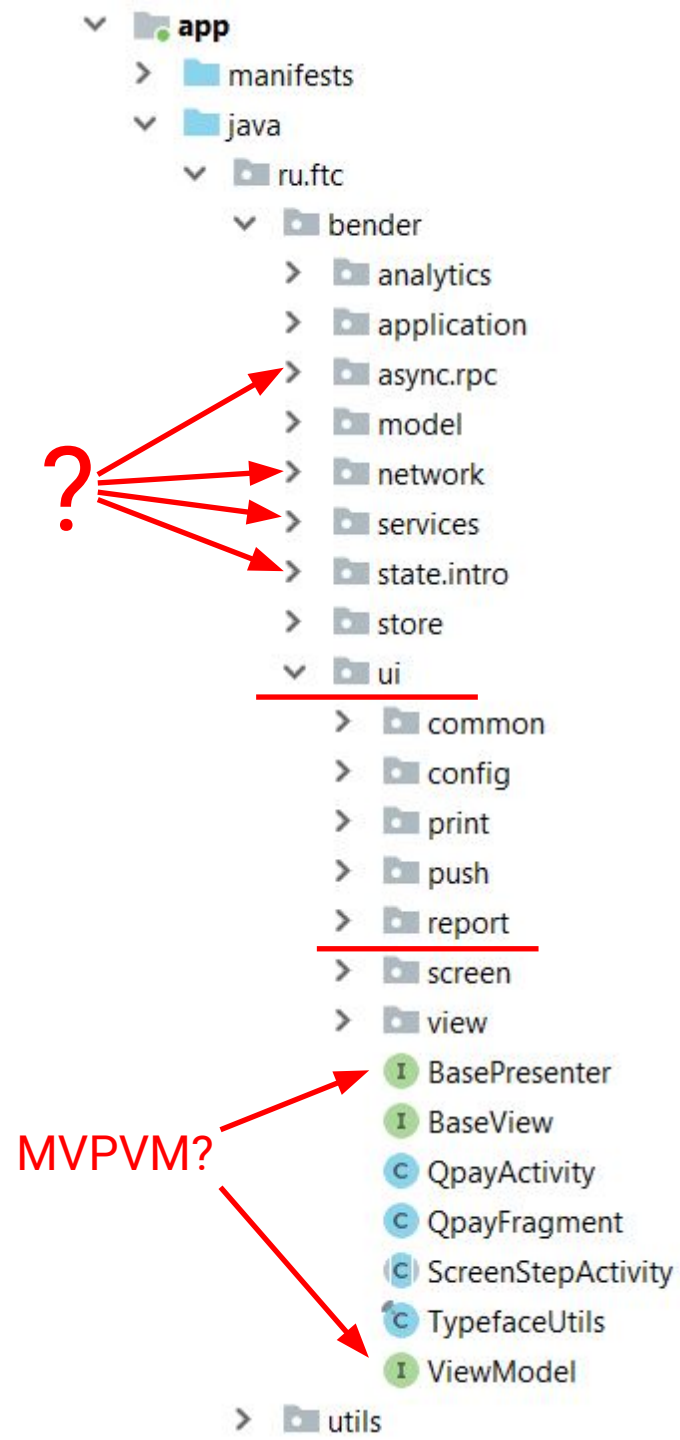 app
manifests
java
ru.ftc
bender
analytics
application
async.rpc
model
?
network
services
state.intro
store
ui
common
config
print
push
report
screen
view
BasePresenter
BaseView
MVPVM?
QpayActivity
QpayFragment
ScreenStepActivity
TypefaceUtils
ViewModel
utils